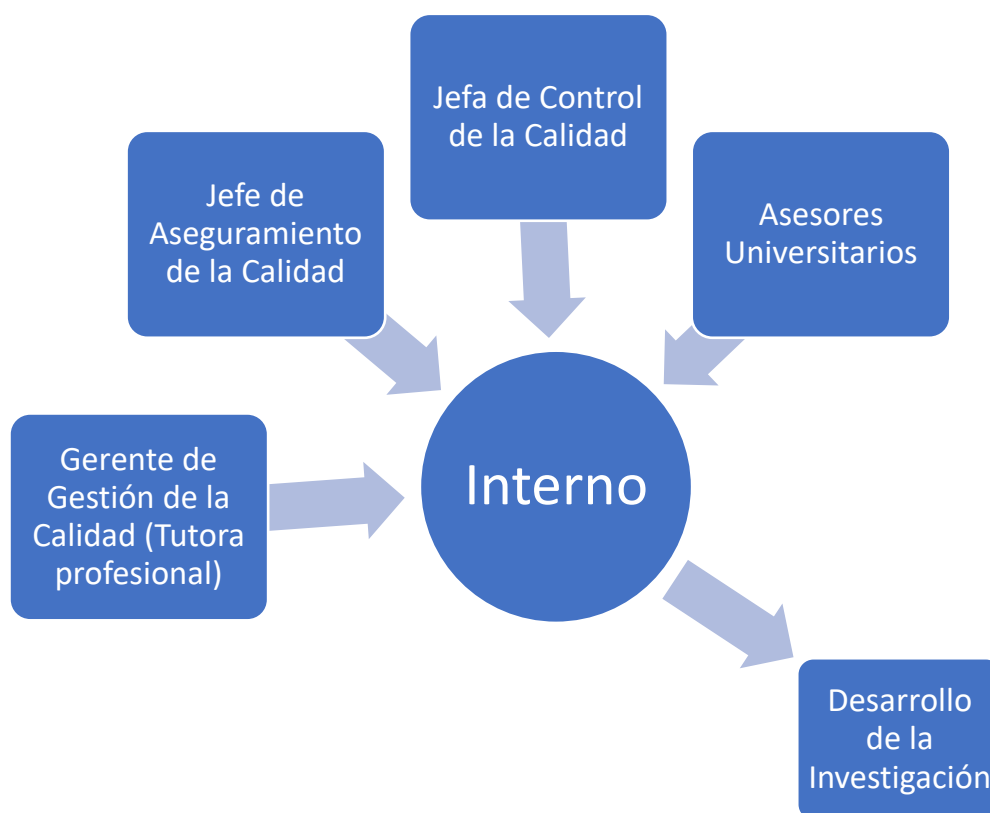 Jefa de Control
de la Calidad
Jefe de
Aseguramiento
de la Calidad
Asesores
Universitarios
Gerente de
Gestión de la
Calidad (Tutora
profesional)
Interno
Desarrollo
de la
Investigación